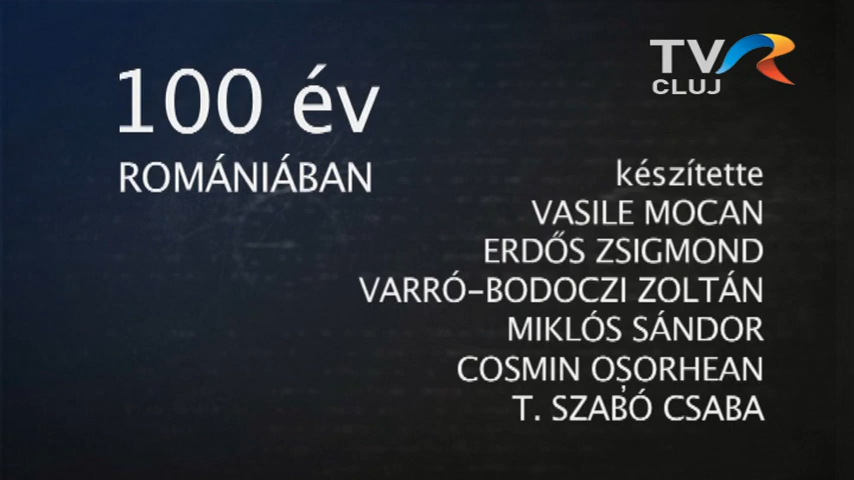 TVR
CLUJ
100 év
ROMÁNIÁBAN
készítette
VASILE MOCAN
ERDŐS ZSIGMOND
VARRÓ-BODOCZI ZOLTÁN
MIKLÓS SÁNDOR
COSMIN OȘORHEAN
T. SZABÓ CSABA